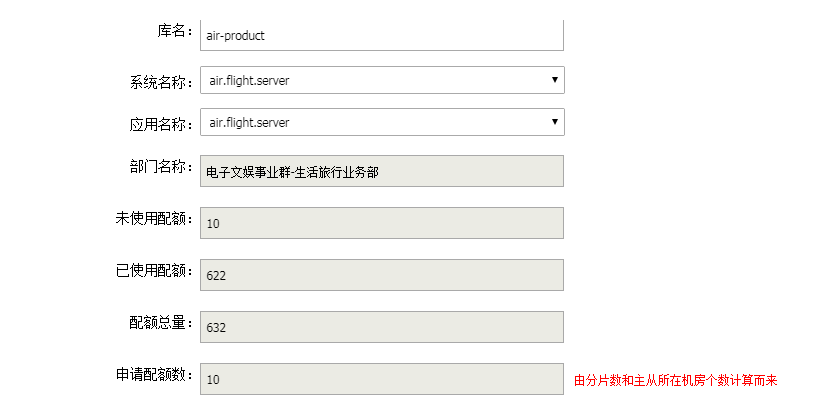 库名： air-product
系统名称： air.flight.server
应用名称： air.flight.server
部门名称： 电子文娱事业群-生活旅行业务部
未使用配额： 10
已使用配额： 622
配额总量： 632
申请配额数： 10 由分片数和主从所在机房个数计算而来